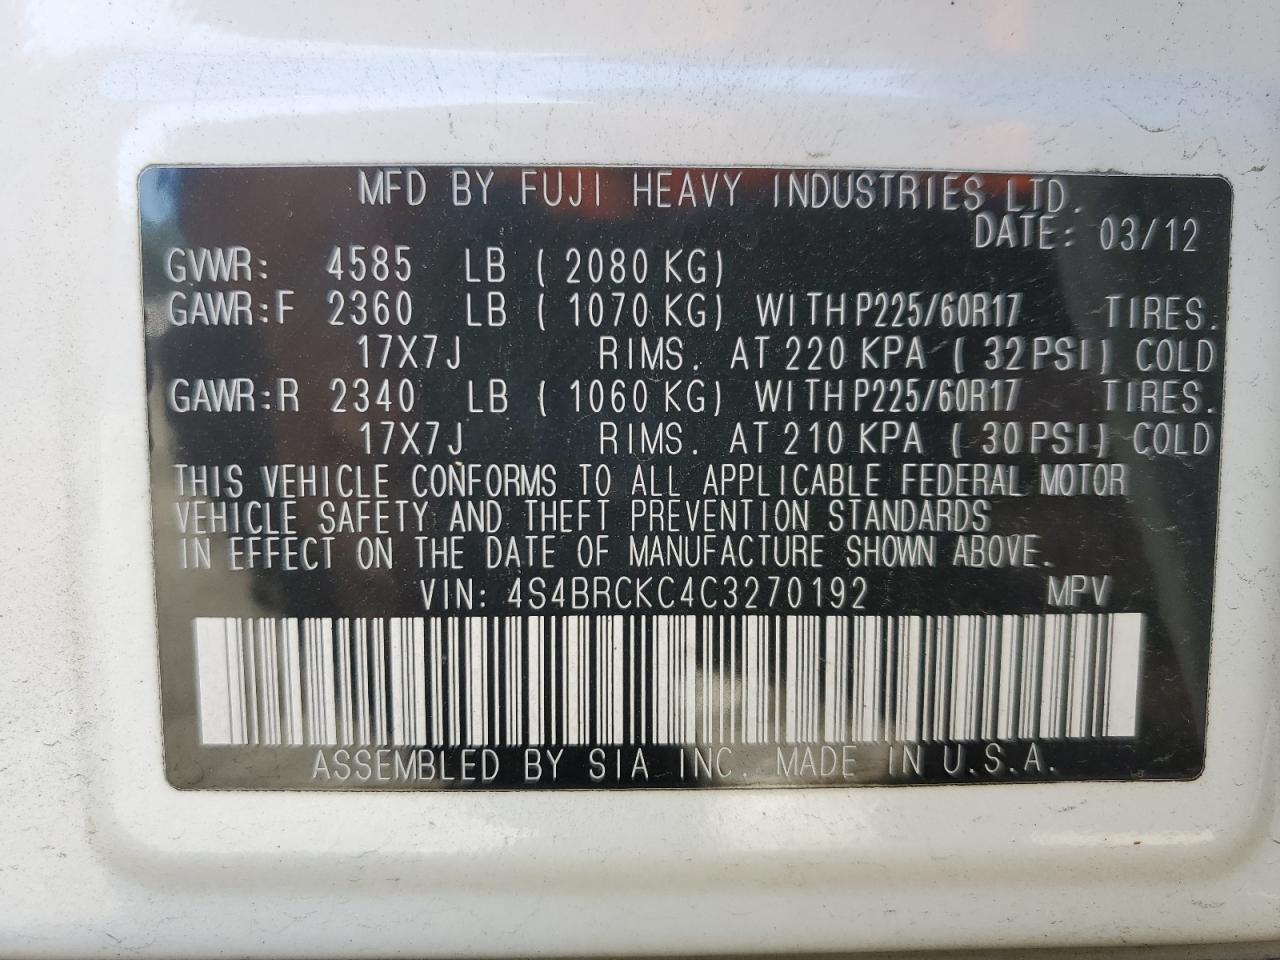 MFD BY FUJI HEAVY INDUSTRIES LTD.
DATE: 03/12
GVWR: 4585 LB ( 2080 KG)
GAWR:F 2360 LB ( 1070 KG) WITH P225/60R17 TIRES.
17X7J RIMS. AT 220 KPA ( 32 PSI) COLD
GAWR:R 2340 LB ( 1060 KG) WITH P225/60R17 TIRES.
17X7J RIMS. AT 210 KPA ( 30 PSI) COLD
THIS VEHICLE CONFORMS TO ALL APPLICABLE FEDERAL MOTOR
VEHICLE SAFETY AND THEFT PREVENTION STANDARDS
IN EFFECT ON THE DATE OF MANUFACTURE SHOWN ABOVE.
VIN: 4S4BRCKC4C3270192 MPV
ASSEMBLED BY SIA INC. MADE IN U.S.A.